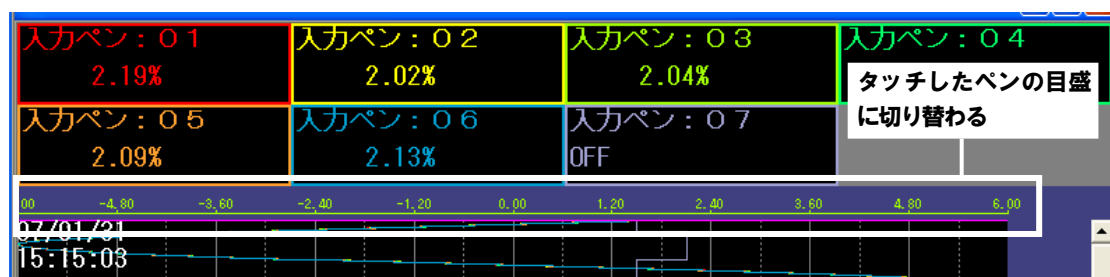 入力ペン：０１
2.19%
入力ペン：０２
2.02%
入力ペン：０３
2.04%
入力ペン：０４
タッチしたペンの目盛
に切り替わる
入力ペン：０５
2.09%
入力ペン：０６
2.13%
入力ペン：０７
OFF
00 -4.80 -3.60 -2.40 -1.20 0.00 1.20 2.40 3.60 4.80 6.00
07/01/31
15:15:03